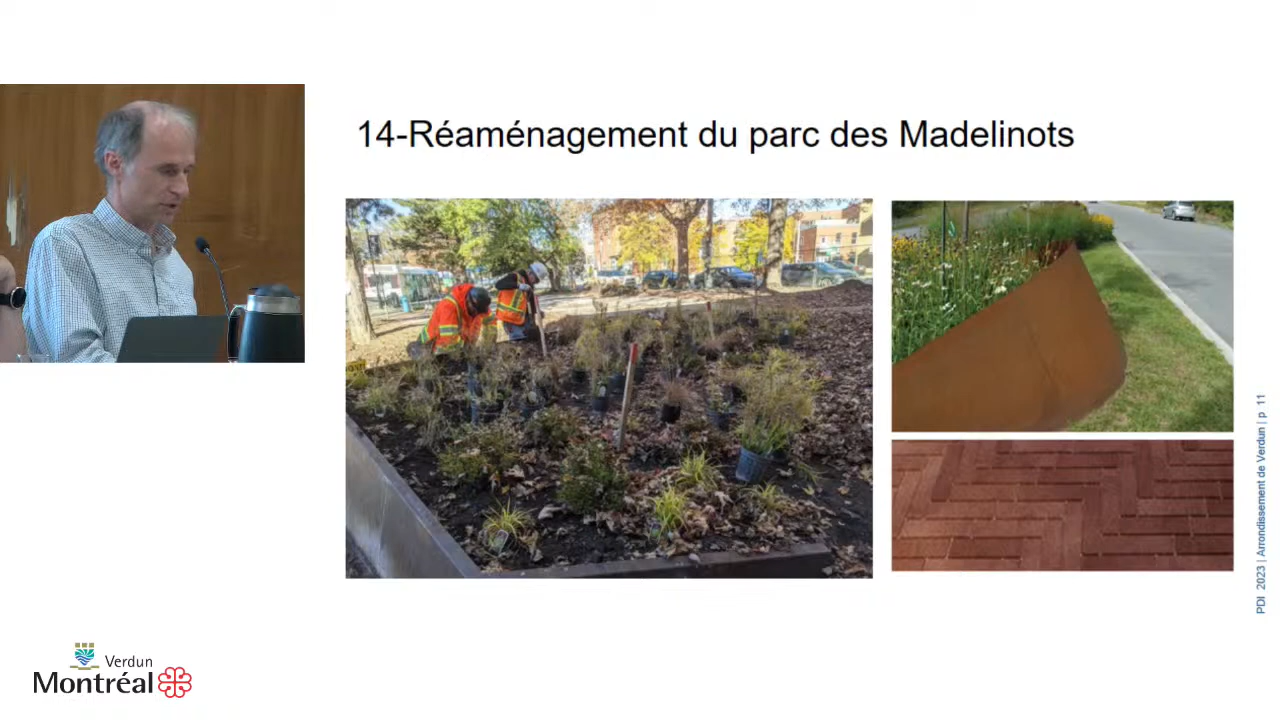 14-Réaménagement du parc des Madelinots
PDI 2023 | Arrondissement de Verdun | p 11
Verdun
Montréal